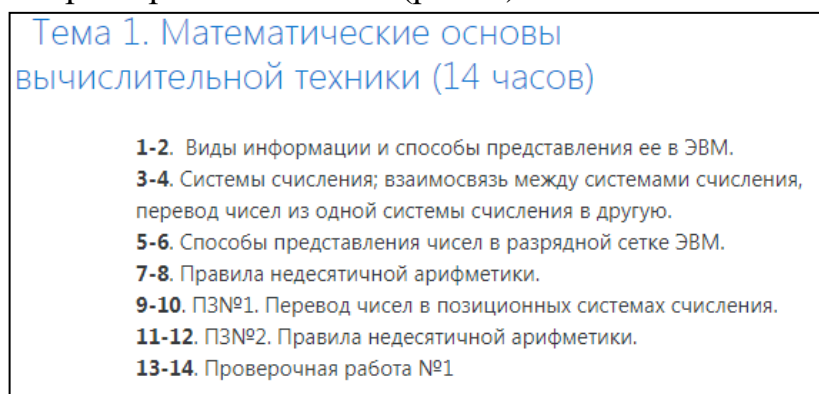 Тема 1. Математические основы
вычислительной техники (14 часов)
1-2. Виды информации и способы представления ее в ЭВМ.
3-4. Системы счисления; взаимосвязь между системами счисления,
перевод чисел из одной системы счисления в другую.
5-6. Способы представления чисел в разрядной сетке ЭВМ.
7-8. Правила недесятичной арифметики.
9-10. ПЗ№1. Перевод чисел в позиционных системах счисления.
11-12. ПЗ№2. Правила недесятичной арифметики.
13-14. Проверочная работа №1